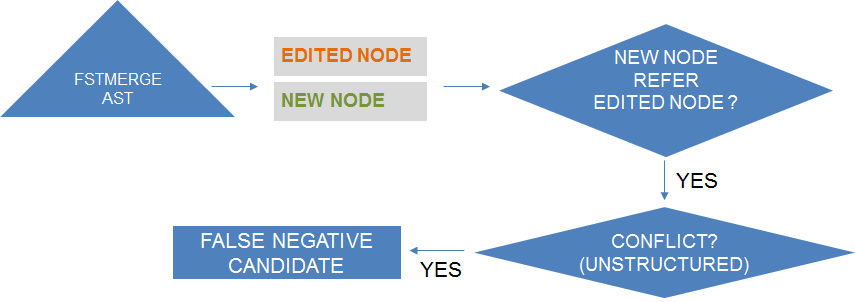 FSTMERGE
AST
EDITED NODE
NEW NODE
NEW NODE
REFER
EDITED NODE ?
YES
CONFLICT?
(UNSTRUCTURED)
YES
FALSE NEGATIVE
CANDIDATE